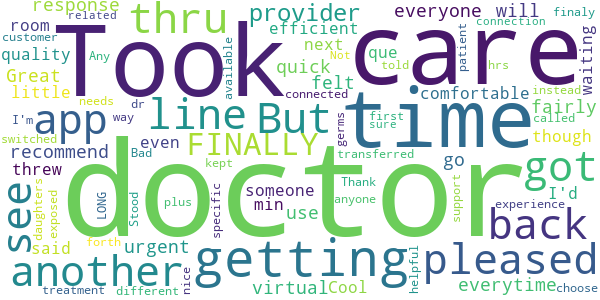 response
related
room
customer
quality
Any
Great
little
needs
I'm
dr
way
switched
app
recommend
Bad
even
threw
see
daughters
exposed
said
LONG
Stood
urgent
another
forth
treatment
different
nice
thru
Took
line
FINALLY
provider
efficient
available
next
quick
que
felt
Not
told
hrs
connected
But
time
germs
first
sure
transferred
kept
specific
plus
someone
min
use
Thank
anyone
doctor
getting
virtual
Cool
helpful
everyone
will
connection
finaly
patient
waiting
care
comfortable
instead
called
fairly
though
go
got
I'd
support
experience
back
pleased
everytime
choose